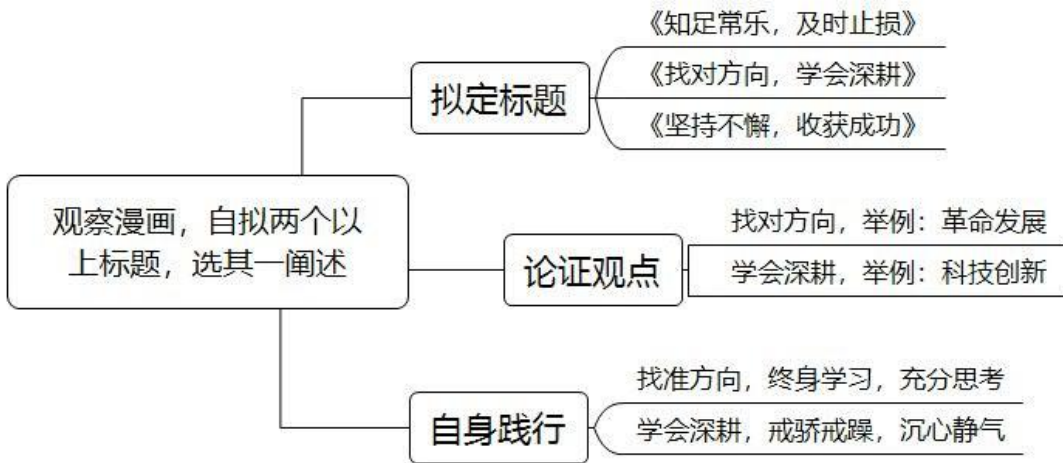 观察漫画，自拟两个以
上标题，选其一阐述
拟定标题
《知足常乐，及时止损》
《找对方向，学会深耕》
《坚持不懈，收获成功》
论证观点
找对方向，举例：革命发展
学会深耕，举例：科技创新
自身践行
找准方向，终身学习，充分思考
学会深耕，戒骄戒躁，沉心静气